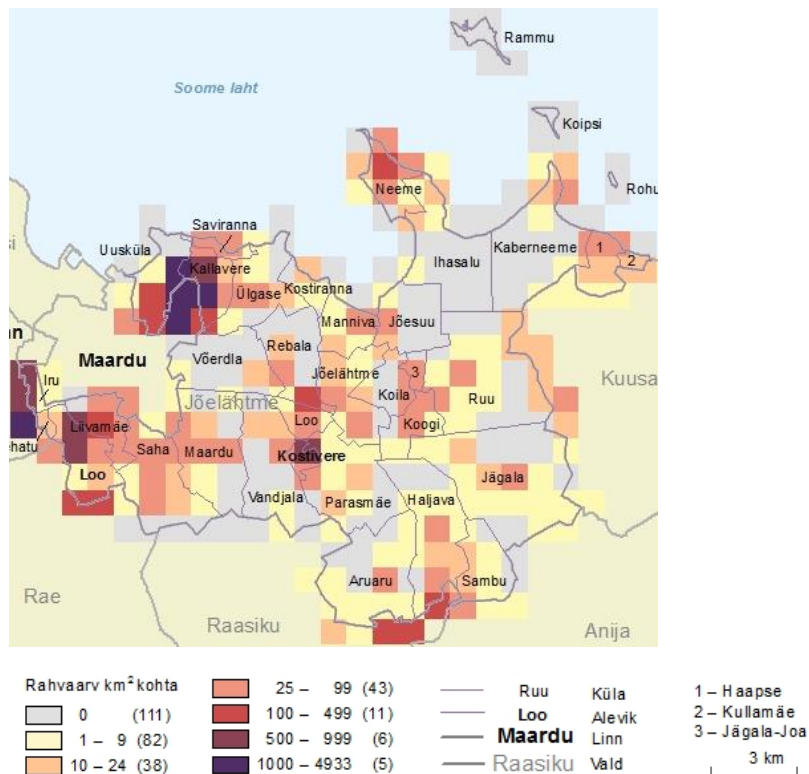 Rammu
Soome laht
Koipsi
Neeme
Rohu
Saviranna
Uusküla
Kaberneeme
1
si
Ihasalu
2
Kallavere
Kostiranna
Ülgase
Manniva
Jõesuu
an
Rebala
Maardu
Võerdla
Jõelähtme
3
Iru
Kuusa
Koila
Ruu
Jõelähtme
Loo
Koogi
Liivamäe
ehatu
Saha
Maardu
Kostivere
Loo
Jägala
Vandjala
Parasmäe
Haljava
Aruaru
Sambu
Rae
Raasiku
Anija
Rahvaarv km² kohta
0 (111)
1 – 9 (82)
10 – 24 (38)
25 – 99 (43)
100 – 499 (11)
500 – 999 (6)
1000 – 4933 (5)
Ruu Küla
Loo Alevik
Maardu Linn
Raasiku Vald
1 – Haapse
2 – Kullamäe
3 – Jägala-Joa
3 km